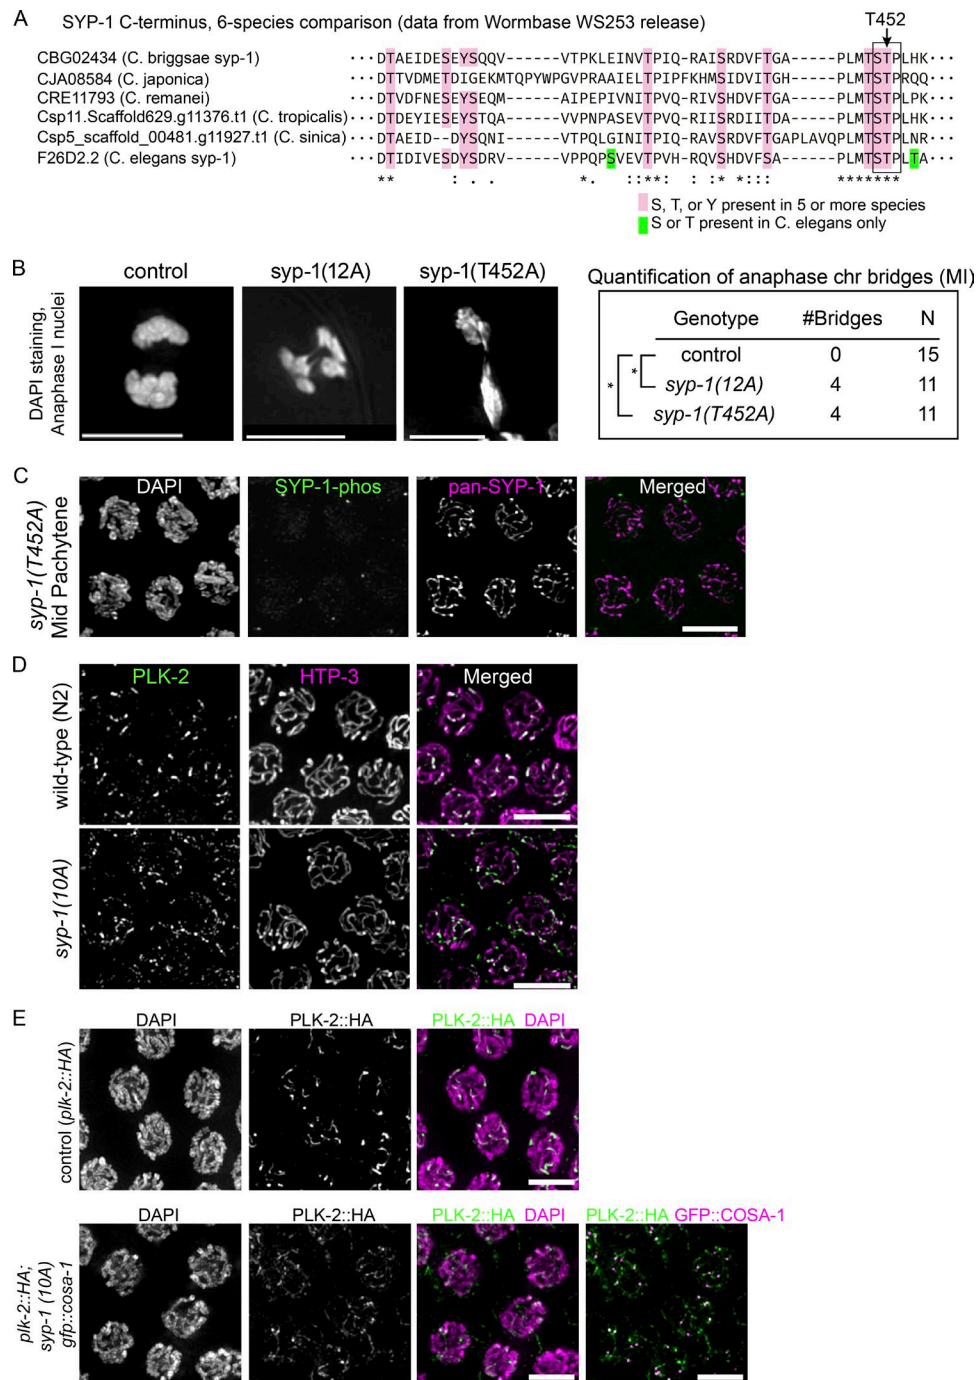 A
SYP-1 C-terminus, 6-species comparison (data from Wormbase WS253 release)
T452
CBG02434 (C. briggsae syp-1) ···DTAEIDESEYSQQV------VTPKLEINVTPIQ-RAISRDVFTGA-----PLMTSTPLHK···
CJA08584 (C. japonica) ···DTTVDMETDIGEKMTQPYWPGVPRAAIELTPIPFKHMSIDVITGD-----PLMTSTPRQQ···
CRE11793 (C. remanei) ···DTVDFNESEYSEQM------AIPEPIVNITPVQ-RIVSHDVFTGT-----PLMTSTPLPK···
Csp11.Scaffold629.g11376.t1 (C. tropicalis) ···DTDEYIESEYSTQM------VVPNPASEVTPVQ-RIISRDVITGA-----PLMTSTPLPK···
Csp5_scaffold_00481.g11927.t1 (C. sinica) ···DTAEID--DYSQNI------VTPQLGINITPIQ-RAVSRDVFTGAPLAVQPLMTSTPLNR···
F26D2.2 (C. elegans syp-1) ···DTIDIVESDYSDRV------VPPQPSVEVTPVH-RQVSHDVFTSA-----PLMTSTPLTA···
** : . . *. ::*:: : :* *::: *******
S, T, or Y present in 5 or more species
S or T present in C. elegans only
B
control
syp-1(12A)
syp-1(T452A)
DAPI staining,
Anaphase I nuclei
Quantification of anaphase chr bridges (MI)
Genotype #Bridges N
control 0 15
syp-1(12A) 4 11
syp-1(T452A) 4 11
*
*
C
DAPI
SYP-1-phos
pan-SYP-1
Merged
syp-1(T452A)
Mid Pachytene
D
PLK-2
HTP-3
Merged
wild-type (N2)
syp-1(10A)
E
DAPI
PLK-2::HA
PLK-2::HA DAPI
control (plk-2::HA)
DAPI
PLK-2::HA
PLK-2::HA DAPI
PLK-2::HA GFP::COSA-1
plk-2::HA;
syp-1 (10A)
gfp::cosa-1